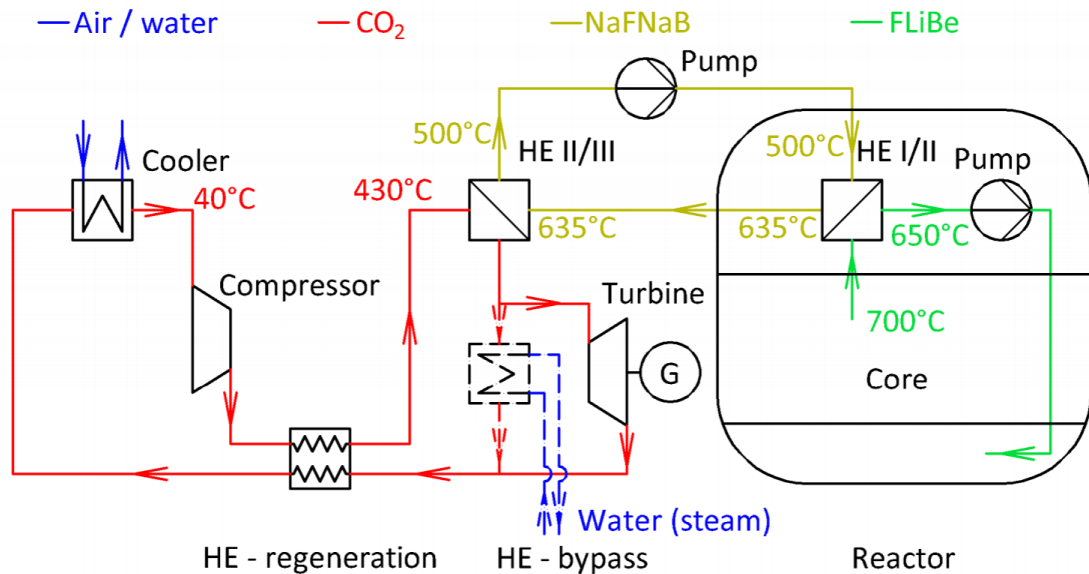 Air / water
CO₂
NaFNaB
FLiBe
Pump
500°C
HE II/III
500°C
HE I/II
Pump
Cooler
40°C
430°C
635°C
635°C
650°C
Compressor
Turbine
700°C
G
Core
Water (steam)
HE - regeneration
HE - bypass
Reactor